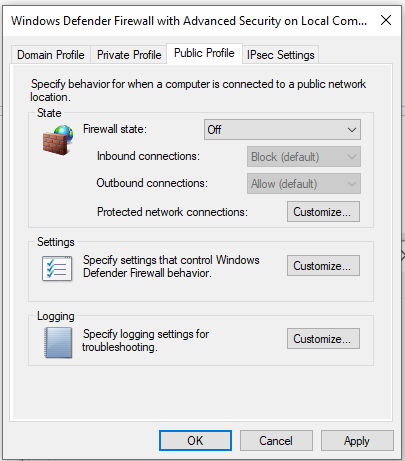 Windows Defender Firewall with Advanced Security on Local Com...
Domain Profile Private Profile Public Profile IPsec Settings
Specify behavior for when a computer is connected to a public network
location.
State
Firewall state: Off
Inbound connections: Block (default)
Outbound connections: Allow (default)
Protected network connections: Customize...
Settings
Specify settings that control Windows
Defender Firewall behavior.
Customize...
Logging
Specify logging settings for
troubleshooting.
Customize...
OK Cancel Apply